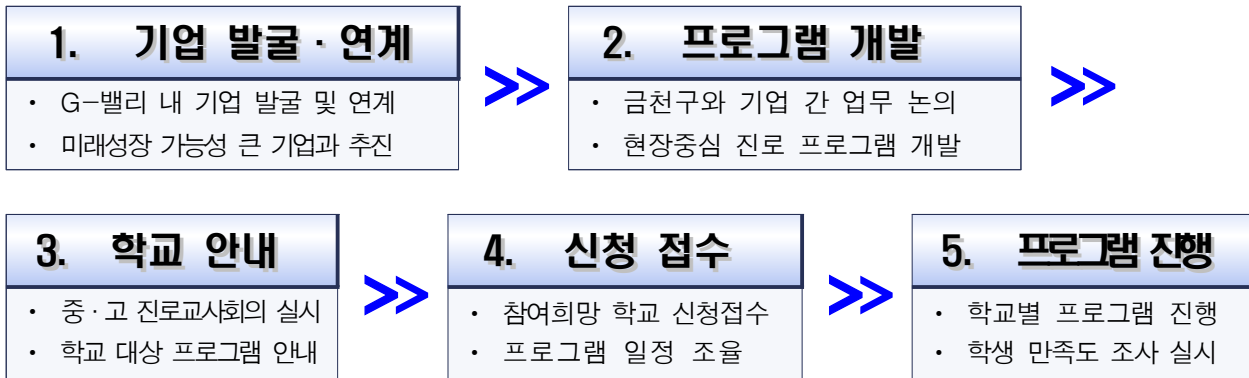 1. 기업 발굴·연계
· G-밸리 내 기업 발굴 및 연계
· 미래성장 가능성 큰 기업과 추진
>>
2. 프로그램 개발
· 금천구와 기업 간 업무 논의
· 현장중심 진로 프로그램 개발
>>
3. 학교 안내
· 중·고 진로교사회의 실시
· 학교 대상 프로그램 안내
>>
4. 신청 접수
· 참여희망 학교 신청접수
· 프로그램 일정 조율
>>
5. 프로그램 진행
· 학교별 프로그램 진행
· 학생 만족도 조사 실시